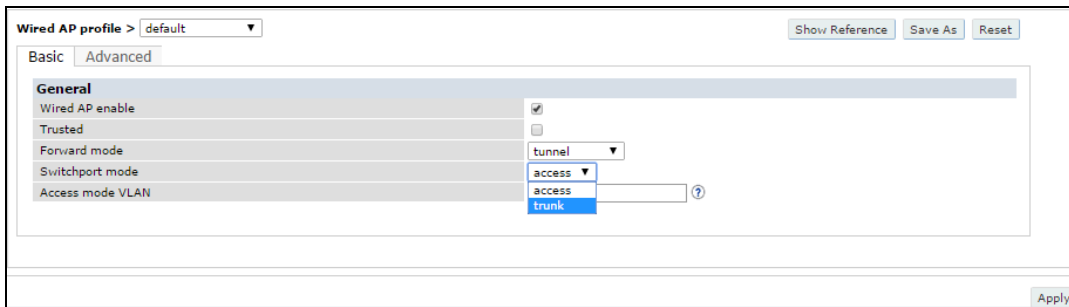 Wired AP profile > default ▼ Show Reference Save As Reset
Basic Advanced
General
Wired AP enable
Trusted
Forward mode tunnel ▼
Switchport mode access ▼
access
Access mode VLAN ?
trunk
Apply